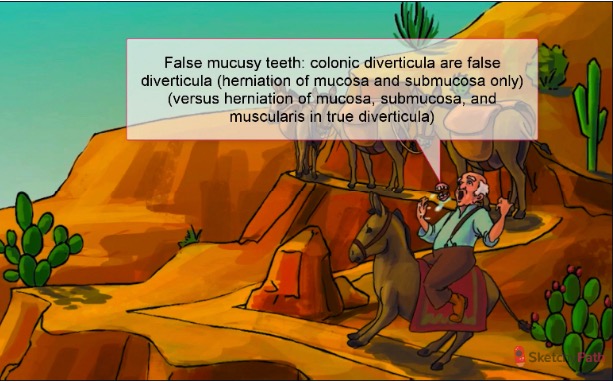 False mucusy teeth: colonic diverticula are false
diverticula (herniation of mucosa and submucosa only)
(versus herniation of mucosa, submucosa, and
muscularis in true diverticula)
SketchyPath